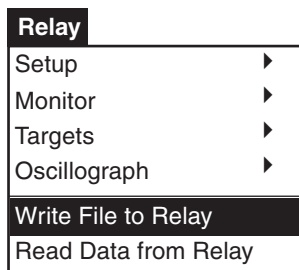 Relay
Setup
Monitor
Targets
Oscillograph
Write File to Relay
Read Data from Relay